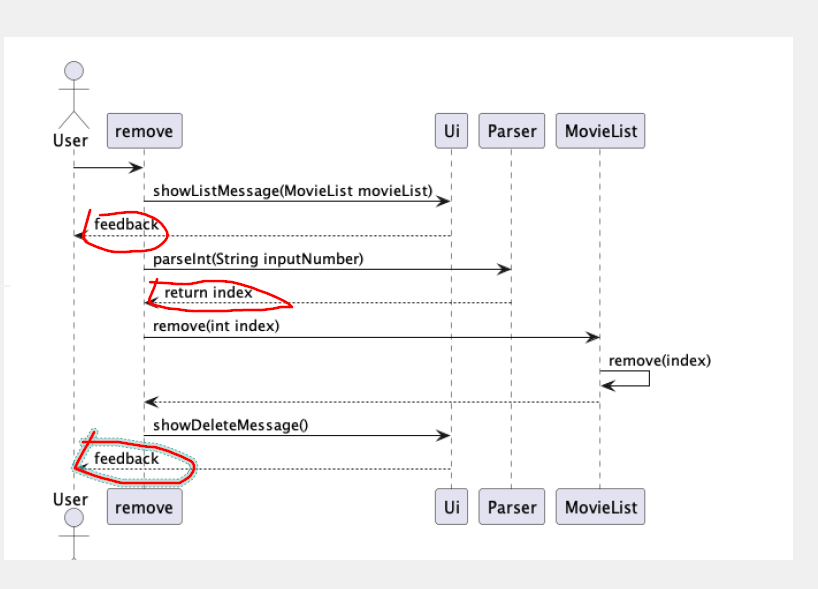 User
remove
Ui
Parser
MovieList
showListMessage(MovieList movieList)
feedback
parseInt(String inputNumber)
return index
remove(int index)
remove(index)
showDeleteMessage()
feedback
User
remove
Ui
Parser
MovieList